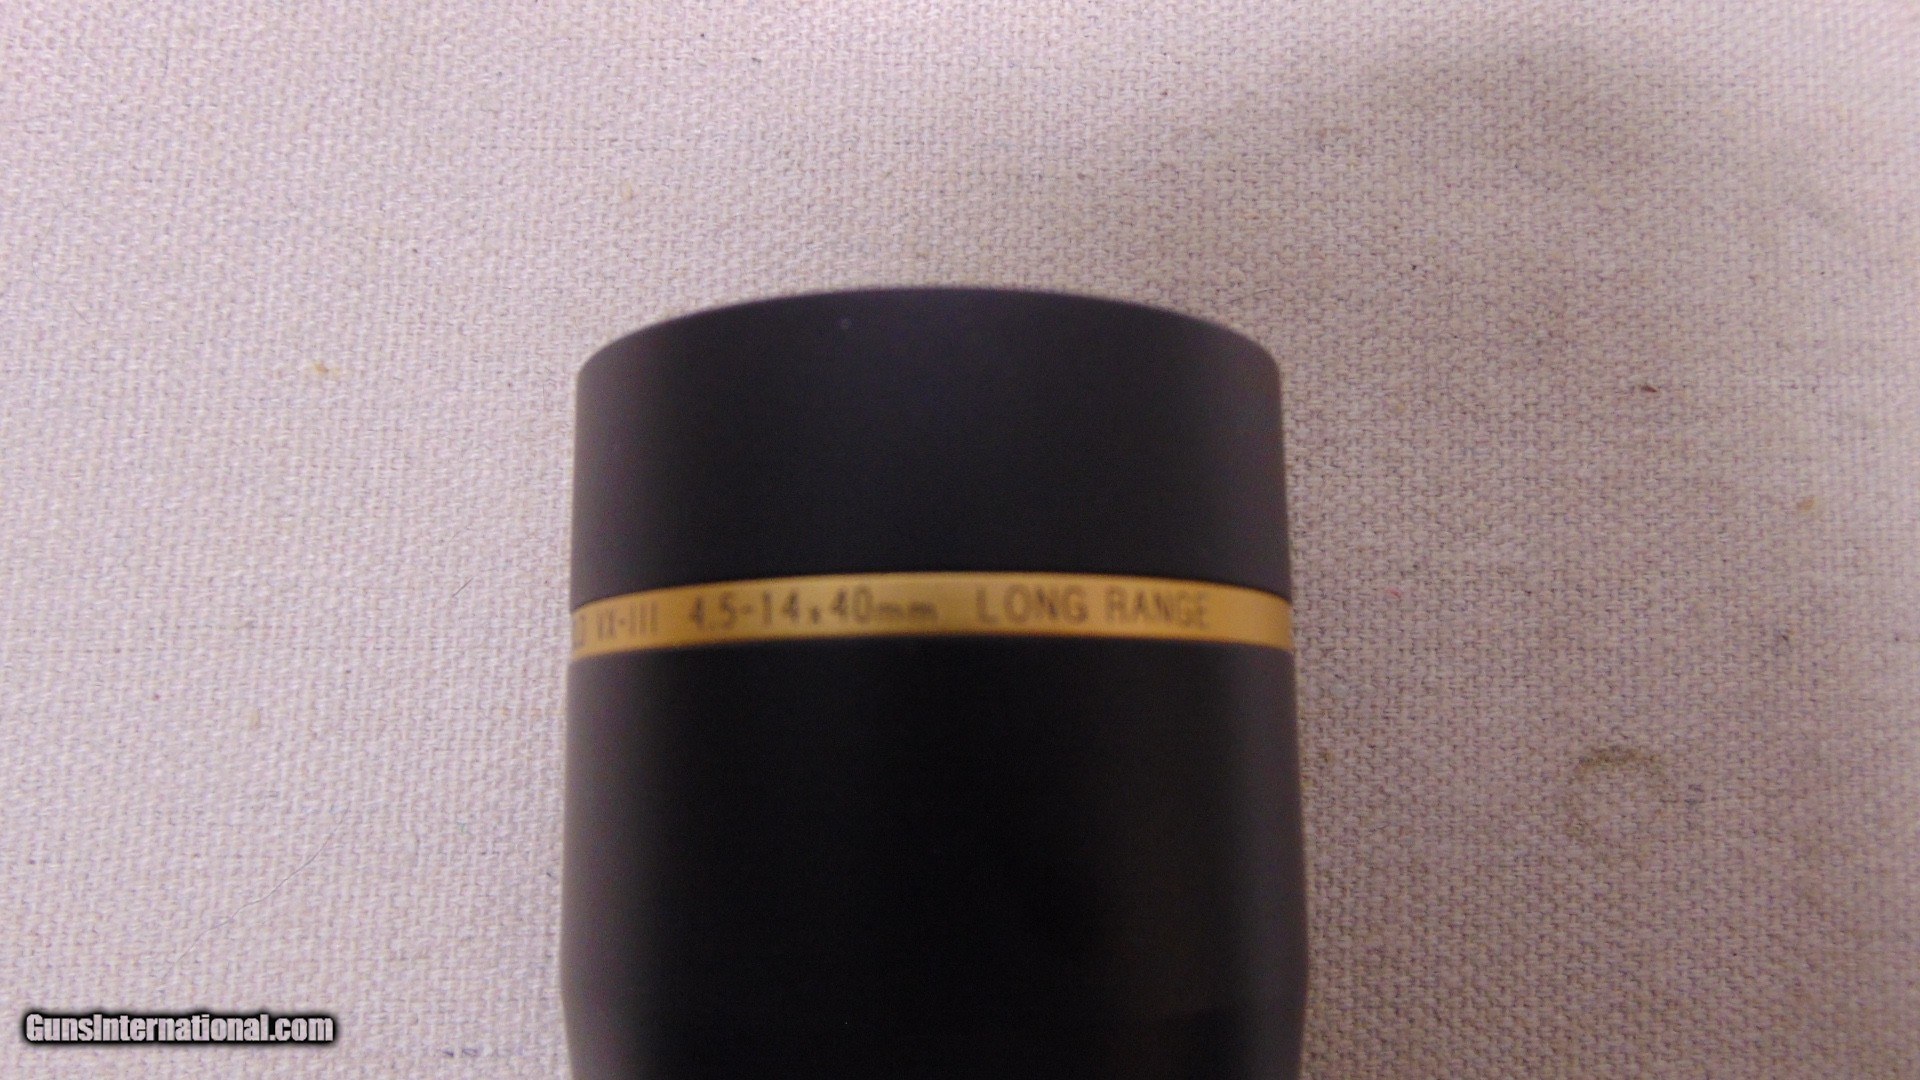 VX-III 4.5-14x40mm LONG RANGE
GunsInternational.com